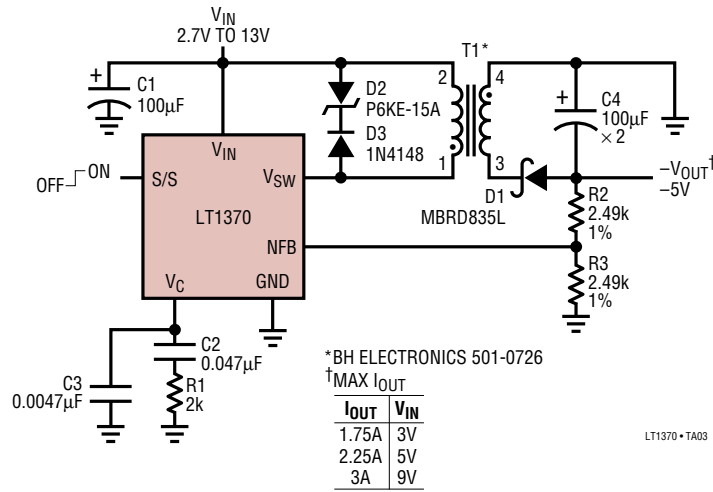 VIN
2.7V TO 13V
+
C1
100µF
D2
P6KE-15A
D3
1N4148
T1*
2
4
1
3
+
C4
100µF
×2
OFF
ON
VIN
S/S
VSW
LT1370
NFB
VC
GND
D1
MBRD835L
–VOUT†
–5V
R2
2.49k
1%
R3
2.49k
1%
C2
0.047µF
C3
0.0047µF
R1
2k
*BH ELECTRONICS 501-0726
†MAX IOUT
IOUT VIN
1.75A 3V
2.25A 5V
3A 9V
LT1370 • TA03